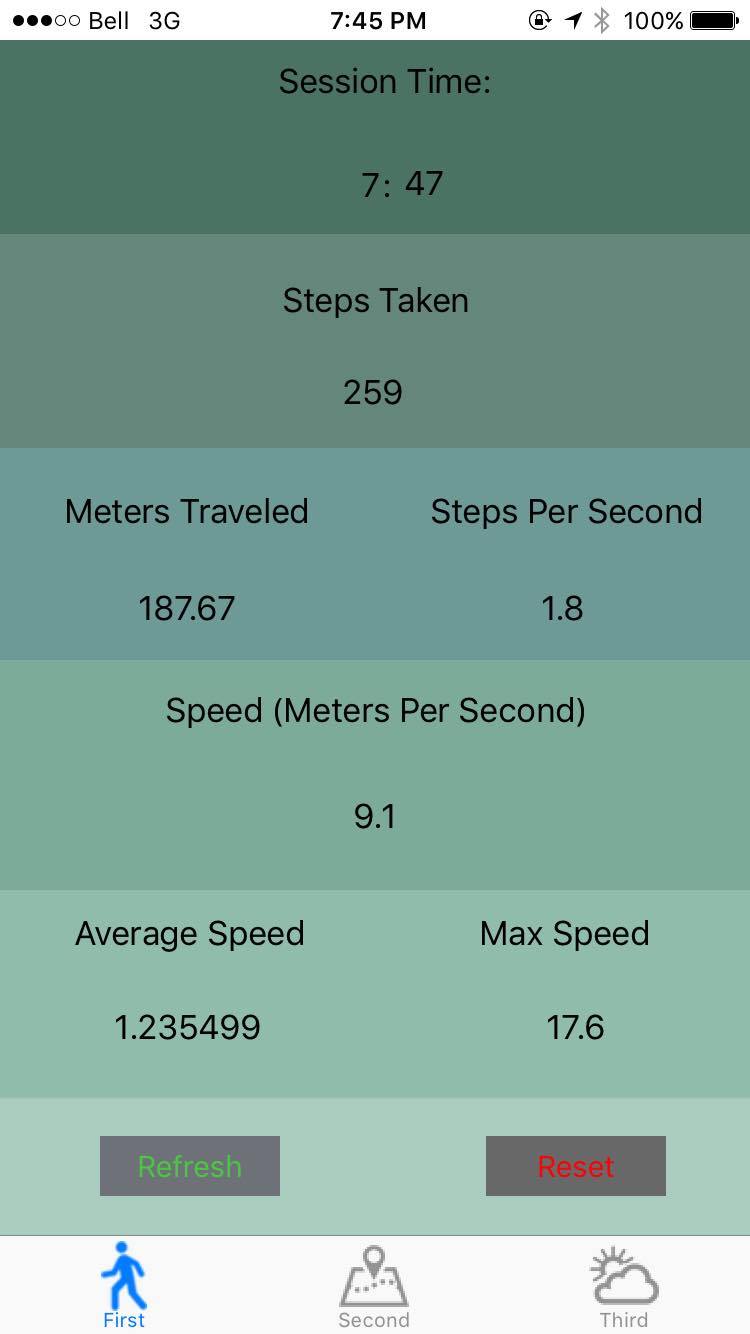 Bell 3G 7:45 PM 100%
Session Time:
7: 47
Steps Taken
259
Meters Traveled Steps Per Second
187.67 1.8
Speed (Meters Per Second)
9.1
Average Speed Max Speed
1.235499 17.6
Refresh Reset
First Second Third